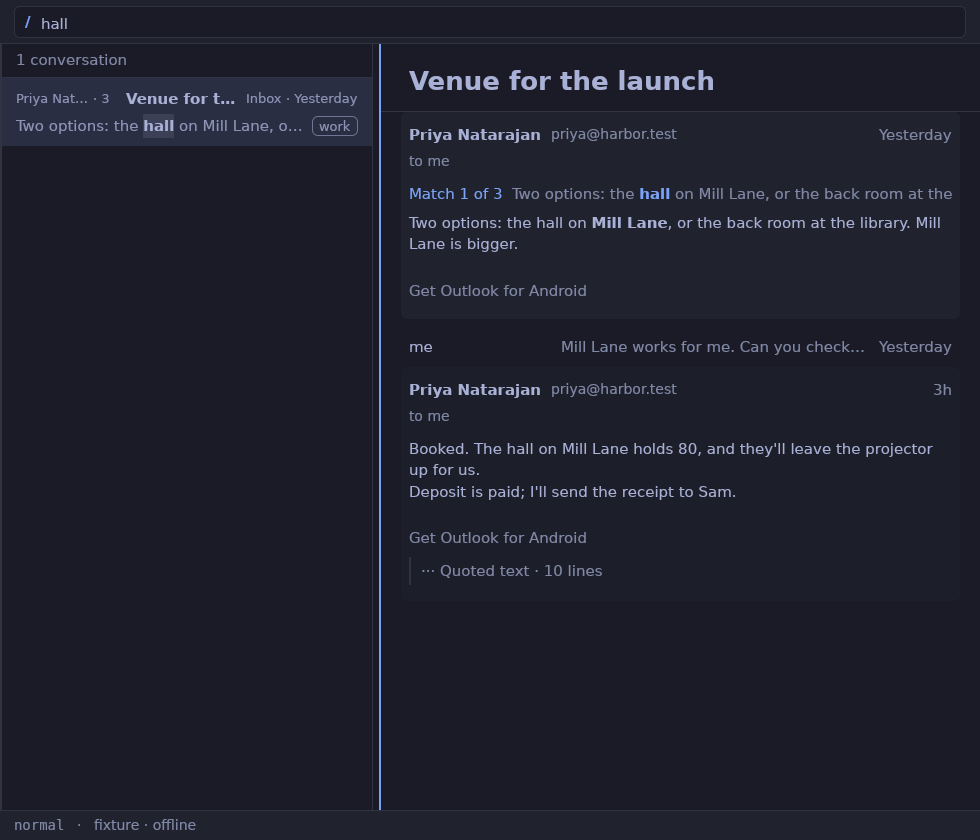 / hall
1 conversation
Priya Nat… · 3 Venue for t… Inbox · Yesterday
Two options: the hall on Mill Lane, o… work
Venue for the launch
Priya Natarajan priya@harbor.test Yesterday
to me
Match 1 of 3 Two options: the hall on Mill Lane, or the back room at the
Two options: the hall on Mill Lane, or the back room at the library. Mill
Lane is bigger.
Get Outlook for Android
me Mill Lane works for me. Can you check… Yesterday
Priya Natarajan priya@harbor.test 3h
to me
Booked. The hall on Mill Lane holds 80, and they'll leave the projector
up for us.
Deposit is paid; I'll send the receipt to Sam.
Get Outlook for Android
··· Quoted text · 10 lines
normal · fixture · offline